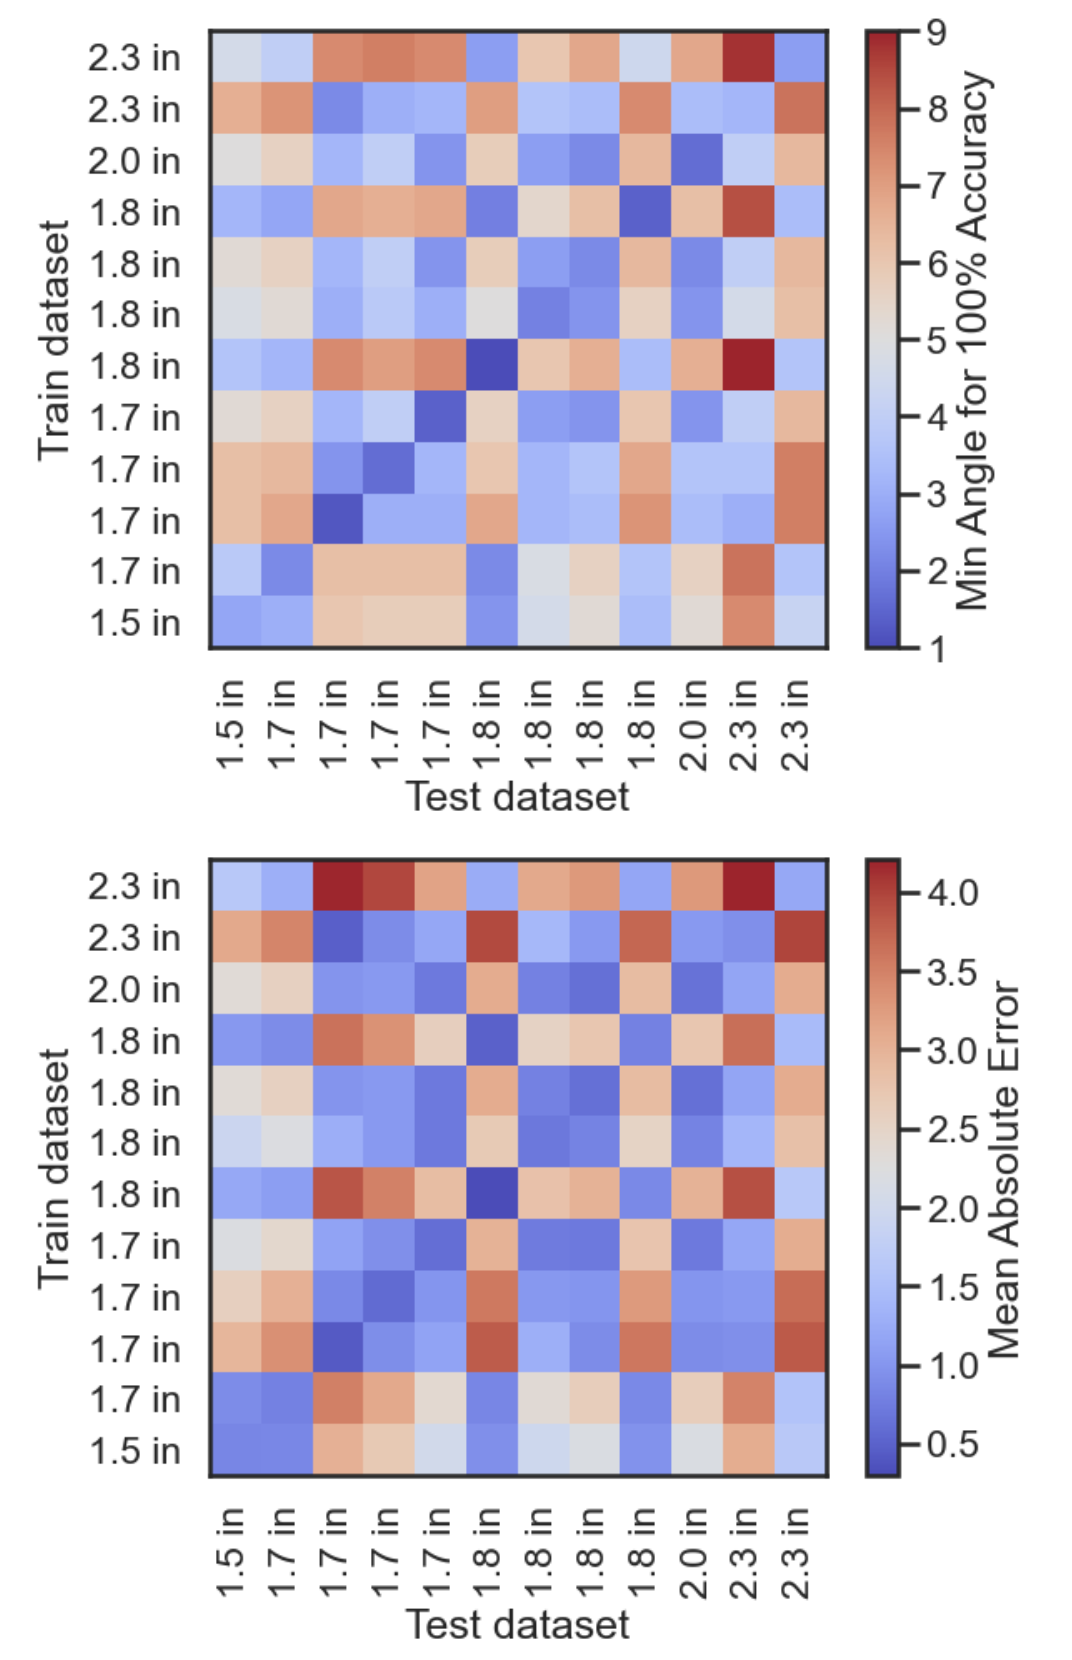 2.3 in
2.3 in
2.0 in
1.8 in
1.8 in
1.8 in
1.8 in
1.7 in
1.7 in
1.7 in
1.7 in
1.5 in
Train dataset
1.5 in
1.7 in
1.7 in
1.7 in
1.7 in
1.8 in
1.8 in
1.8 in
1.8 in
2.0 in
2.3 in
2.3 in
Test dataset
9
8
7
6
5
4
3
2
1
Min Angle for 100% Accuracy
2.3 in
2.3 in
2.0 in
1.8 in
1.8 in
1.8 in
1.8 in
1.7 in
1.7 in
1.7 in
1.7 in
1.5 in
Train dataset
1.5 in
1.7 in
1.7 in
1.7 in
1.7 in
1.8 in
1.8 in
1.8 in
1.8 in
2.0 in
2.3 in
2.3 in
Test dataset
4.0
3.5
3.0
2.5
2.0
1.5
1.0
0.5
Mean Absolute Error